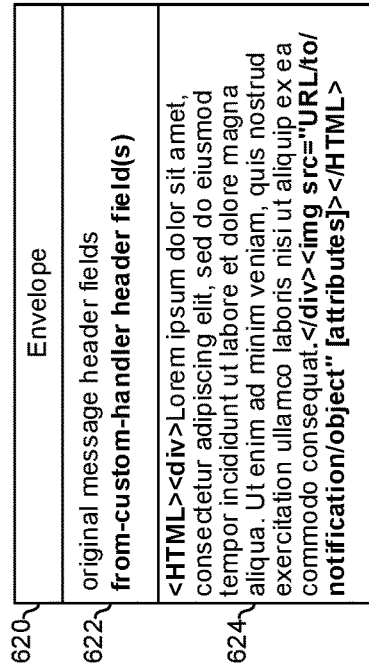 620
Envelope
622
original message header fields
from-custom-handler header field(s)
624
<HTML><div>Lorem ipsum dolor sit amet,
consectetur adipiscing elit, sed do eiusmod
tempor incididunt ut labore et dolore magna
aliqua. Ut enim ad minim veniam, quis nostrud
exercitation ullamco laboris nisi ut aliquip ex ea
commodo consequat.</div><img src="URL/to/
notification/object" [attributes]></HTML>